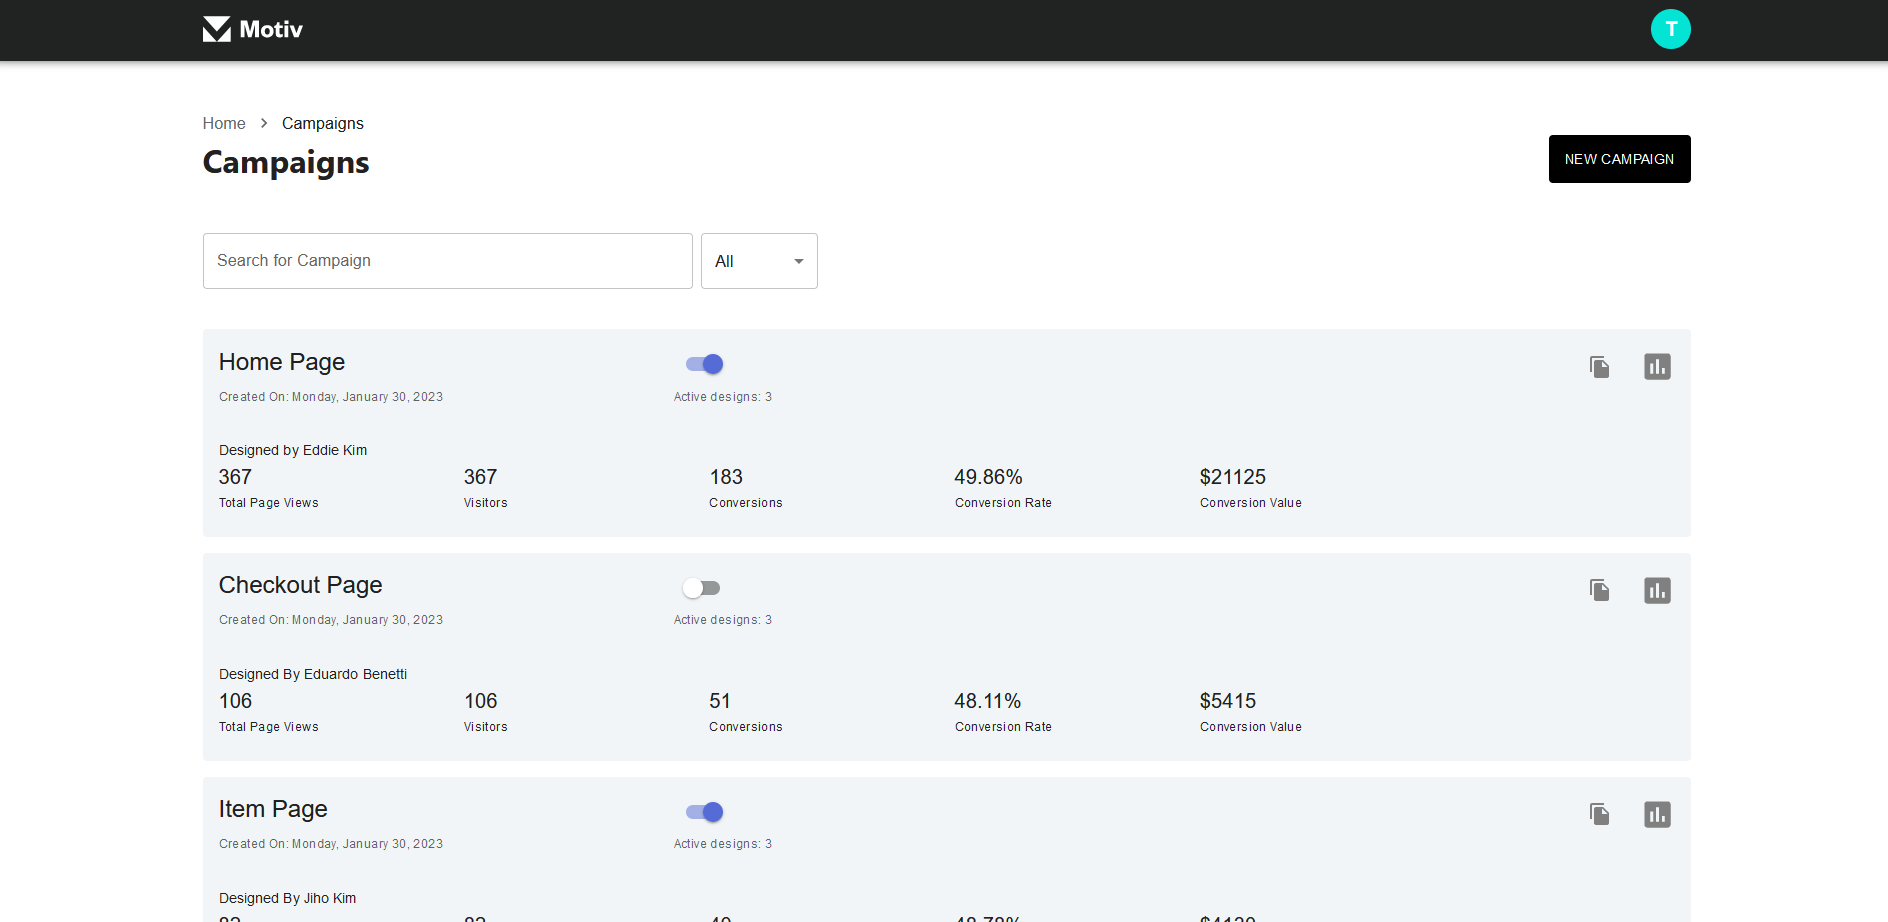 Motiv
T
Home > Campaigns
Campaigns
NEW CAMPAIGN
Search for Campaign
All
Home Page
Created On: Monday, January 30, 2023
Active designs: 3
Designed by Eddie Kim
367 367 183 49.86% $21125
Total Page Views Visitors Conversions Conversion Rate Conversion Value
Checkout Page
Created On: Monday, January 30, 2023
Active designs: 3
Designed By Eduardo Benetti
106 106 51 48.11% $5415
Total Page Views Visitors Conversions Conversion Rate Conversion Value
Item Page
Created On: Monday, January 30, 2023
Active designs: 3
Designed By Jiho Kim